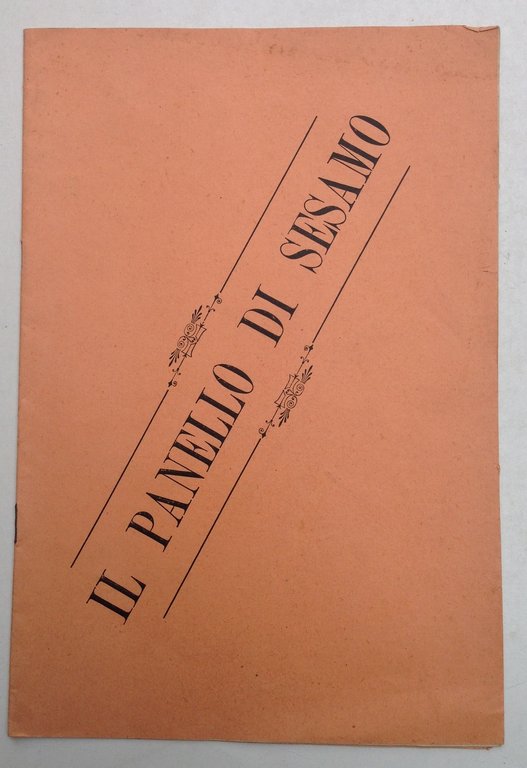 IL PANELLO DI SESAMO